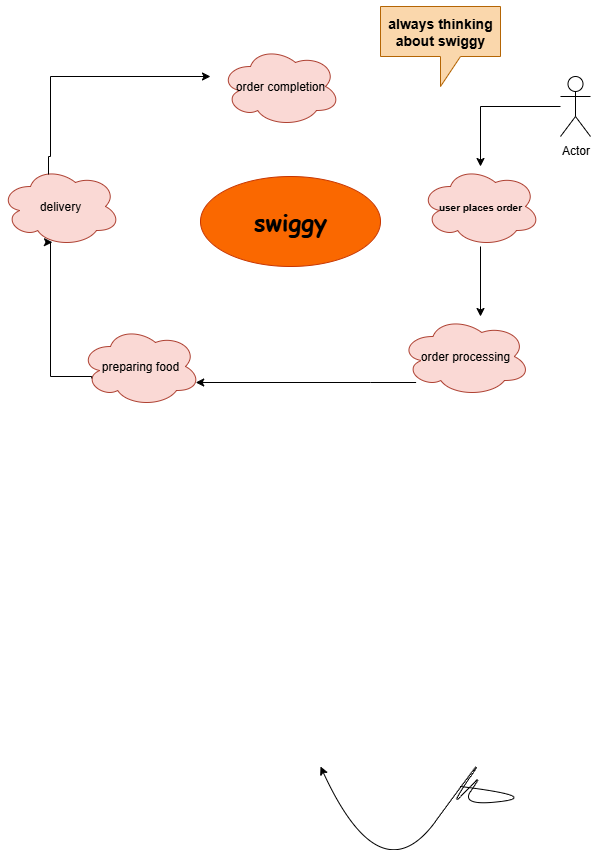 always thinking
about swiggy
order completion
Actor
delivery
swiggy
user places order
preparing food
order processing